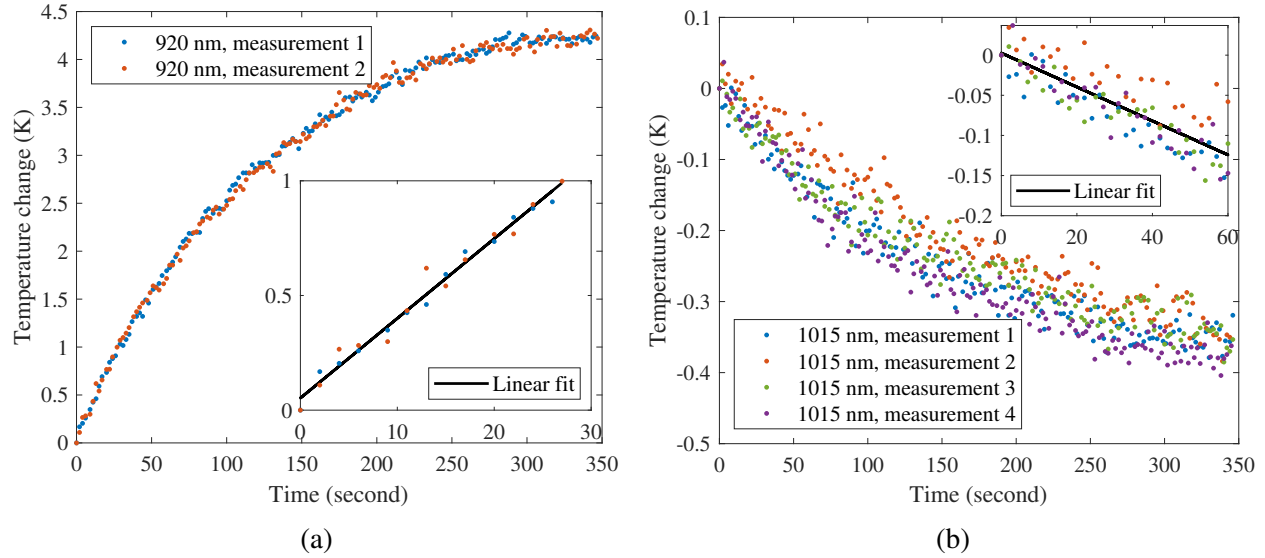 4.5
4
3.5
3
2.5
2
1.5
1
0.5
0
Temperature change (K)
920 nm, measurement 1
920 nm, measurement 2
1
0.5
0
0 10 20 30
Linear fit
0 50 100 150 200 250 300 350
Time (second)
(a)
0.1
0
-0.1
-0.2
-0.3
-0.4
-0.5
Temperature change (K)
0
-0.05
-0.1
-0.15
-0.2
0 20 40 60
Linear fit
1015 nm, measurement 1
1015 nm, measurement 2
1015 nm, measurement 3
1015 nm, measurement 4
0 50 100 150 200 250 300 350
Time (second)
(b)